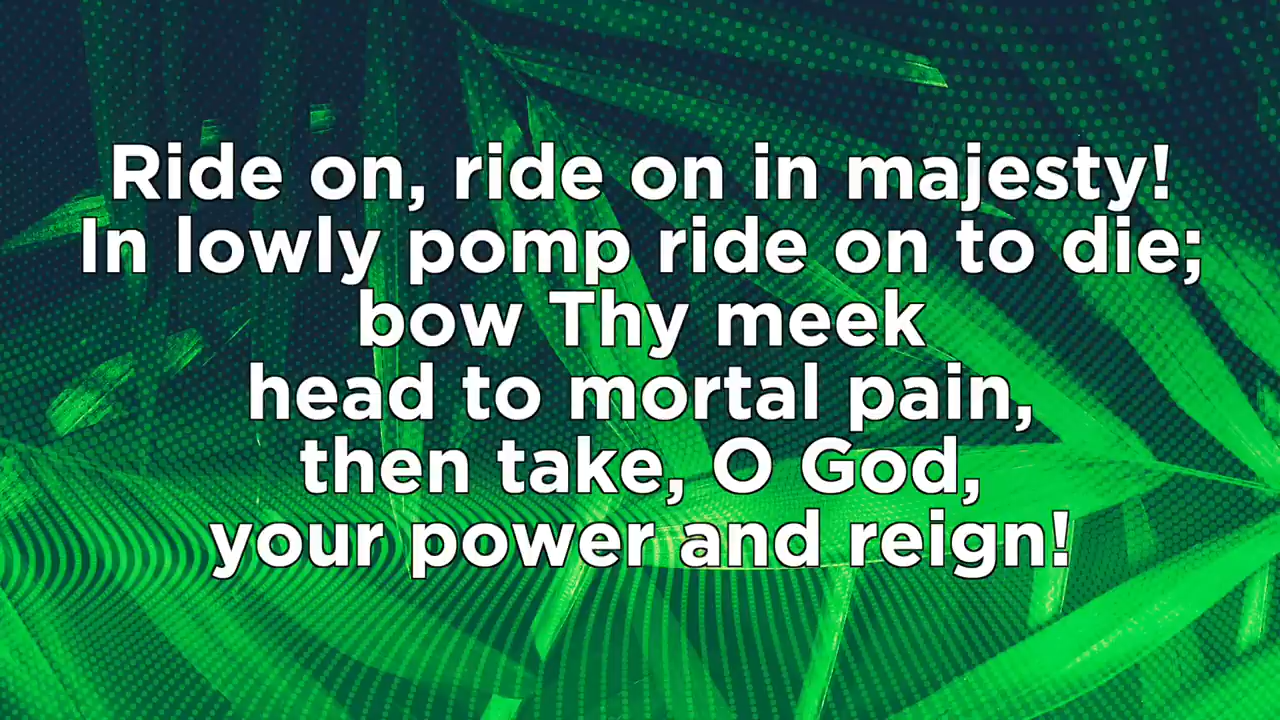 Ride on, ride on in majesty!
In lowly pomp ride on to die;
bow Thy meek
head to mortal pain,
then take, O God,
your power and reign!